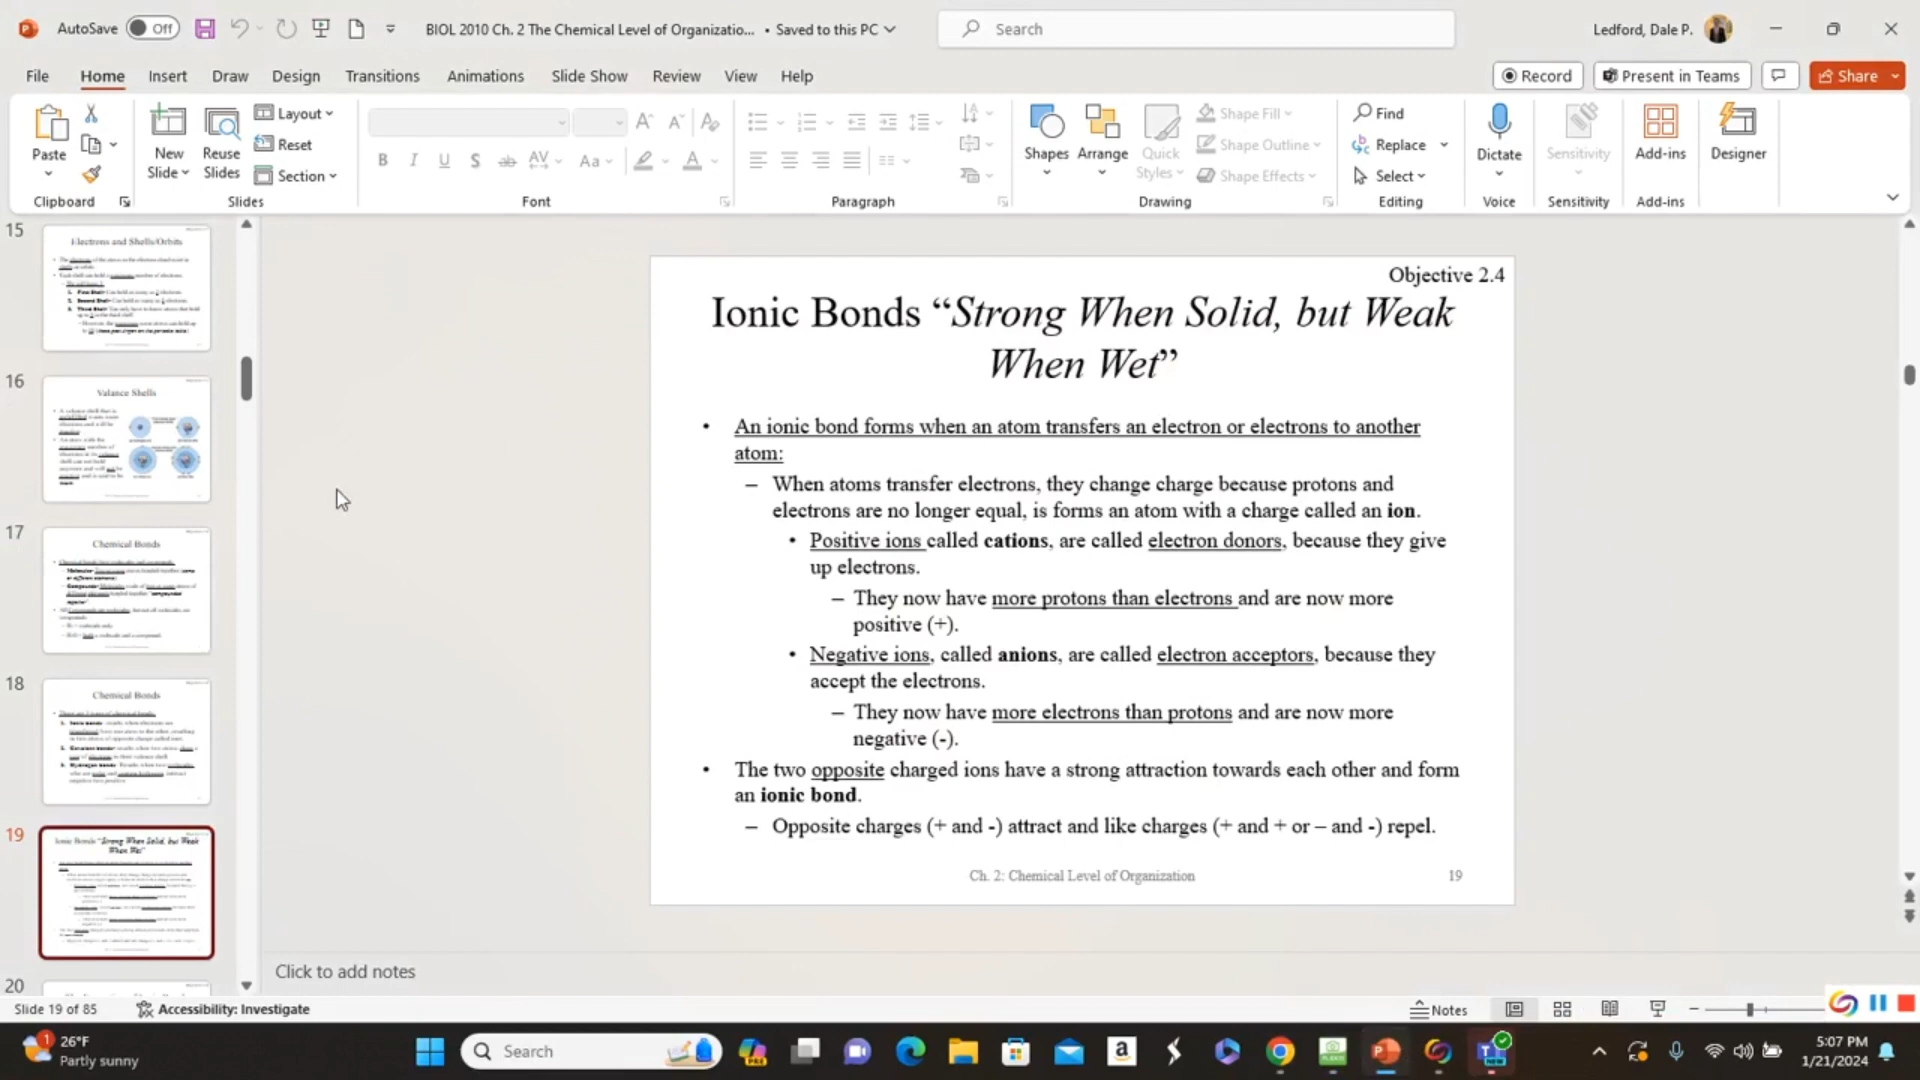 AutoSave Off BIOL 2010 Ch. 2 The Chemical Level of Organizatio... • Saved to this PC Search Ledford, Dale P.
File Home Insert Draw Design Transitions Animations Slide Show Review View Help Record Present in Teams Share
Paste New Slide Reuse Slides Layout Reset Section
Shapes Arrange Quick Styles Shape Fill Shape Outline Shape Effects
Find Replace Select Dictate Sensitivity Add-ins Designer
Clipboard Slides Font Paragraph Drawing Editing Voice Sensitivity Add-ins
15
Electrons and Shells/Orbits
16
Valance Shells
17
Chemical Bonds
18
Chemical Bonds
19
Ionic Bonds "Strong When Solid, but Weak
When Wet"
20
Objective 2.4
Ionic Bonds “Strong When Solid, but Weak
When Wet”
• An ionic bond forms when an atom transfers an electron or electrons to another
atom:
– When atoms transfer electrons, they change charge because protons and
electrons are no longer equal, is forms an atom with a charge called an ion.
• Positive ions called cations, are called electron donors, because they give
up electrons.
– They now have more protons than electrons and are now more
positive (+).
• Negative ions, called anions, are called electron acceptors, because they
accept the electrons.
– They now have more electrons than protons and are now more
negative (-).
• The two opposite charged ions have a strong attraction towards each other and form
an ionic bond.
– Opposite charges (+ and -) attract and like charges (+ and + or – and -) repel.
Ch. 2: Chemical Level of Organization 19
Click to add notes
Slide 19 of 85 Accessibility: Investigate Notes
26°F
Partly sunny
Search
5:07 PM
1/21/2024